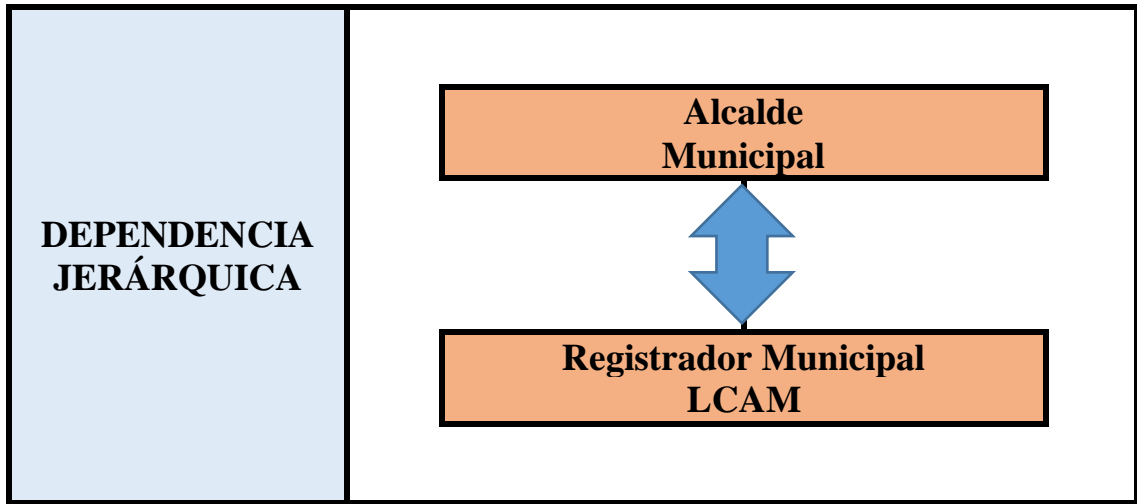 DEPENDENCIA
JERÁRQUICA
Alcalde
Municipal
Registrador Municipal
LCAM